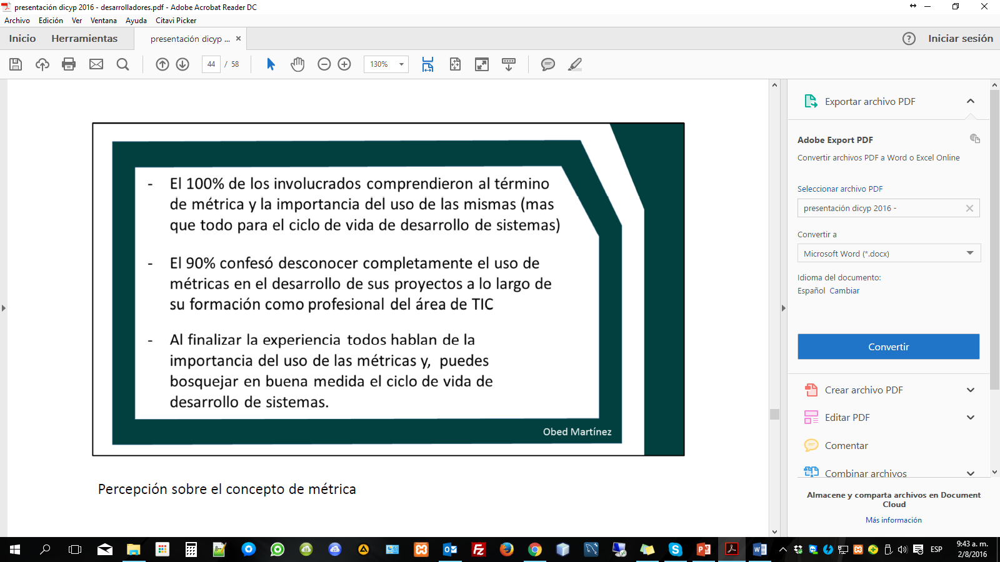 presentación dicyp 2016 - desarrolladores.pdf - Adobe Acrobat Reader DC
Archivo Edición Ver Ventana Ayuda Citavi Picker
Inicio Herramientas presentación dicyp ... × ? Iniciar sesión
44 / 58 130%
- El 100% de los involucrados comprendieron al término
de métrica y la importancia del uso de las mismas (mas
que todo para el ciclo de vida de desarrollo de sistemas)
- El 90% confesó desconocer completamente el uso de
métricas en el desarrollo de sus proyectos a lo largo de
su formación como profesional del área de TIC
- Al finalizar la experiencia todos hablan de la
importancia del uso de las métricas y, puedes
bosquejar en buena medida el ciclo de vida de
desarrollo de sistemas.
Obed Martínez
Percepción sobre el concepto de métrica
Exportar archivo PDF
Adobe Export PDF
Convertir archivos PDF a Word o Excel Online
Seleccionar archivo PDF
presentación dicyp 2016 -
Convertir a
Microsoft Word (*.docx)
Idioma del documento:
Español Cambiar
Convertir
Crear archivo PDF
Editar PDF
Comentar
Combinar archivos
Almacene y comparta archivos en Document
Cloud
Más información
ESP
9:43 a. m.
2/8/2016